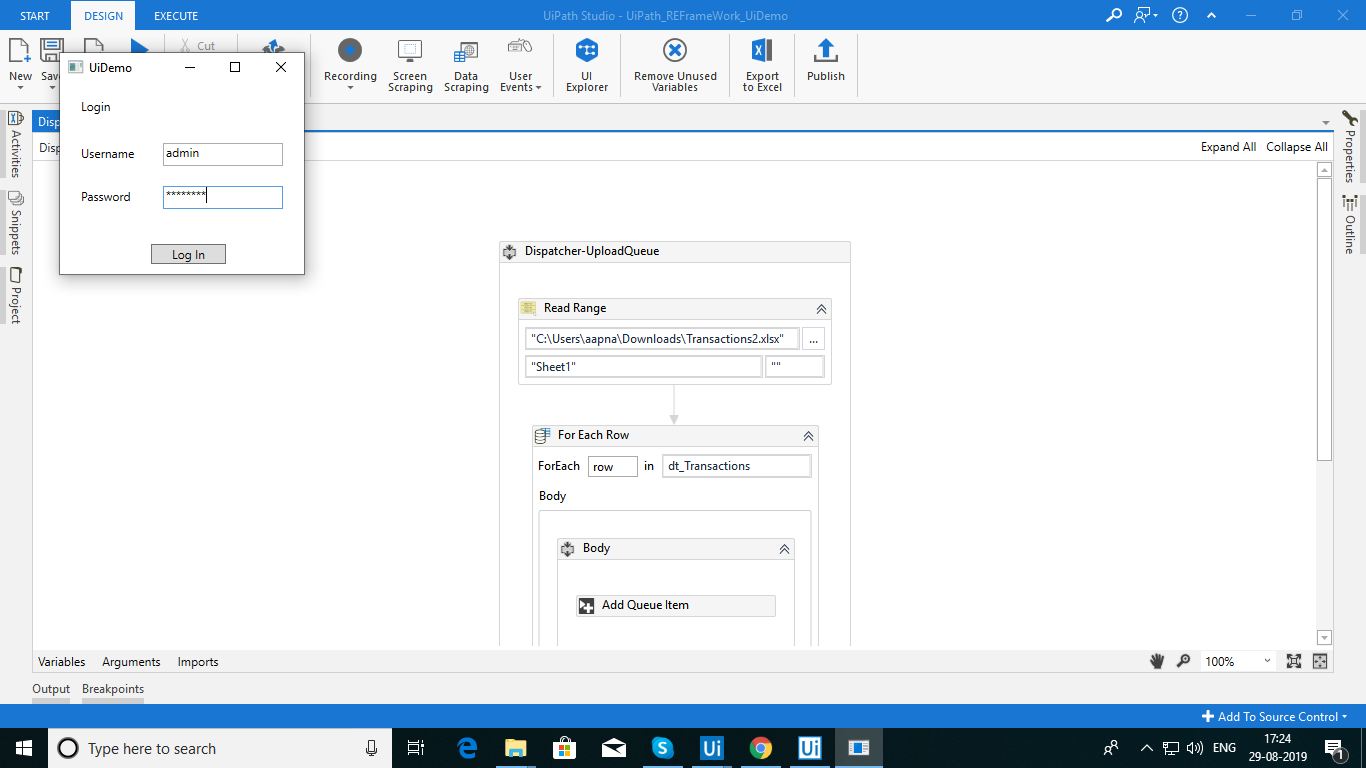 START DESIGN EXECUTE UiPath Studio - UiPath_REFrameWork_UiDemo
Cut
New
Recording
Screen Scraping
Data Scraping
User Events
UI Explorer
Remove Unused Variables
Export to Excel
Publish
UiDemo
Login
Username admin
Password ********
Log In
Expand All Collapse All
Activities
Snippets
Project
Properties
Outline
Dispatcher-UploadQueue
Read Range
"C:\Users\aapna\Downloads\Transactions2.xlsx" ...
"Sheet1" ""
For Each Row
ForEach row in dt_Transactions
Body
Body
Add Queue Item
Variables Arguments Imports 100%
Output Breakpoints
Add To Source Control
Type here to search
ENG
17:24
29-08-2019
1